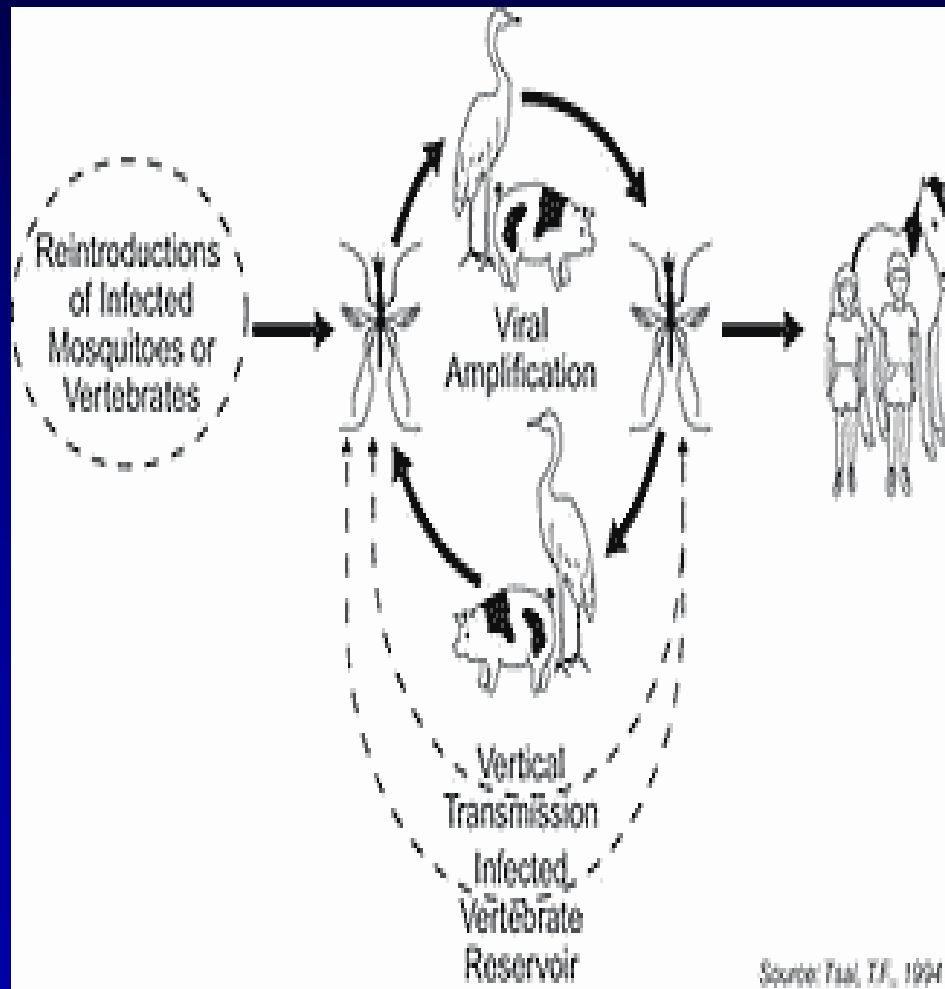 Reintroductions
of Infected
Mosquitoes or
Vertebrates
Viral
Amplification
Vertical
Transmission
Infected
Vertebrate
Reservoir
Source: Tsai, T.F., 1994